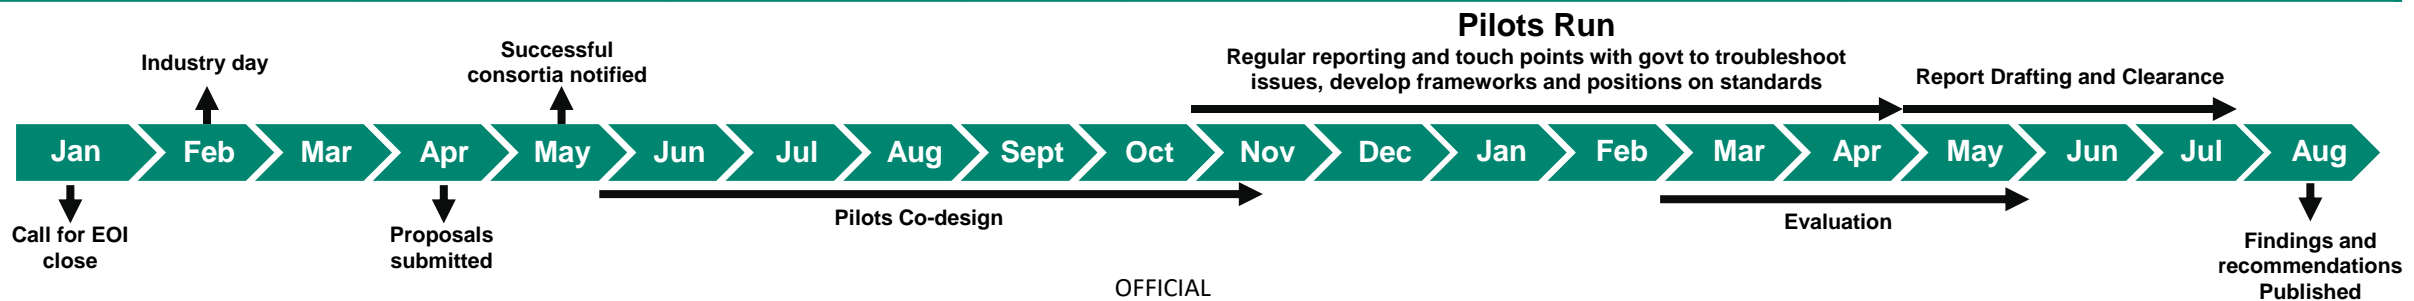 Pilots Run
Regular reporting and touch points with govt to troubleshoot
issues, develop frameworks and positions on standards
Industry day
Successful
consortia notified
Report Drafting and Clearance
Jan
Feb
Mar
Apr
May
Jun
Jul
Aug
Sept
Oct
Nov
Dec
Jan
Feb
Mar
Apr
May
Jun
Jul
Aug
Call for EOI
close
Proposals
submitted
Pilots Co-design
Evaluation
Findings and
recommendations
Published
OFFICIAL